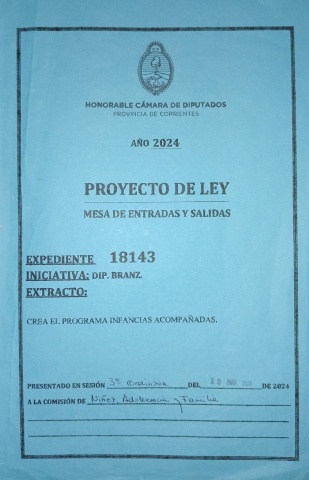 HONORABLE CÁMARA DE DIPUTADOS
PROVINCIA DE CORRIENTES
AÑO 2024
PROYECTO DE LEY
MESA DE ENTRADAS Y SALIDAS
EXPEDIENTE 18143
INICIATIVA: DIP. BRANZ.
EXTRACTO:
CREA EL PROGRAMA INFANCIAS ACOMPAÑADAS.
PRESENTADO EN SESIÓN 3° Ordinaria DEL DE 2024
A LA COMISIÓN DE Niñez, Adolescencia y Familia